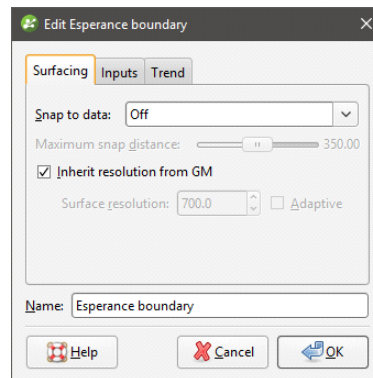 Edit Esperance boundary
Surfacing Inputs Trend
Snap to data: Off
Maximum snap distance: 350.00
Inherit resolution from GM
Surface resolution: 700.0 Adaptive
Name: Esperance boundary
Help Cancel OK